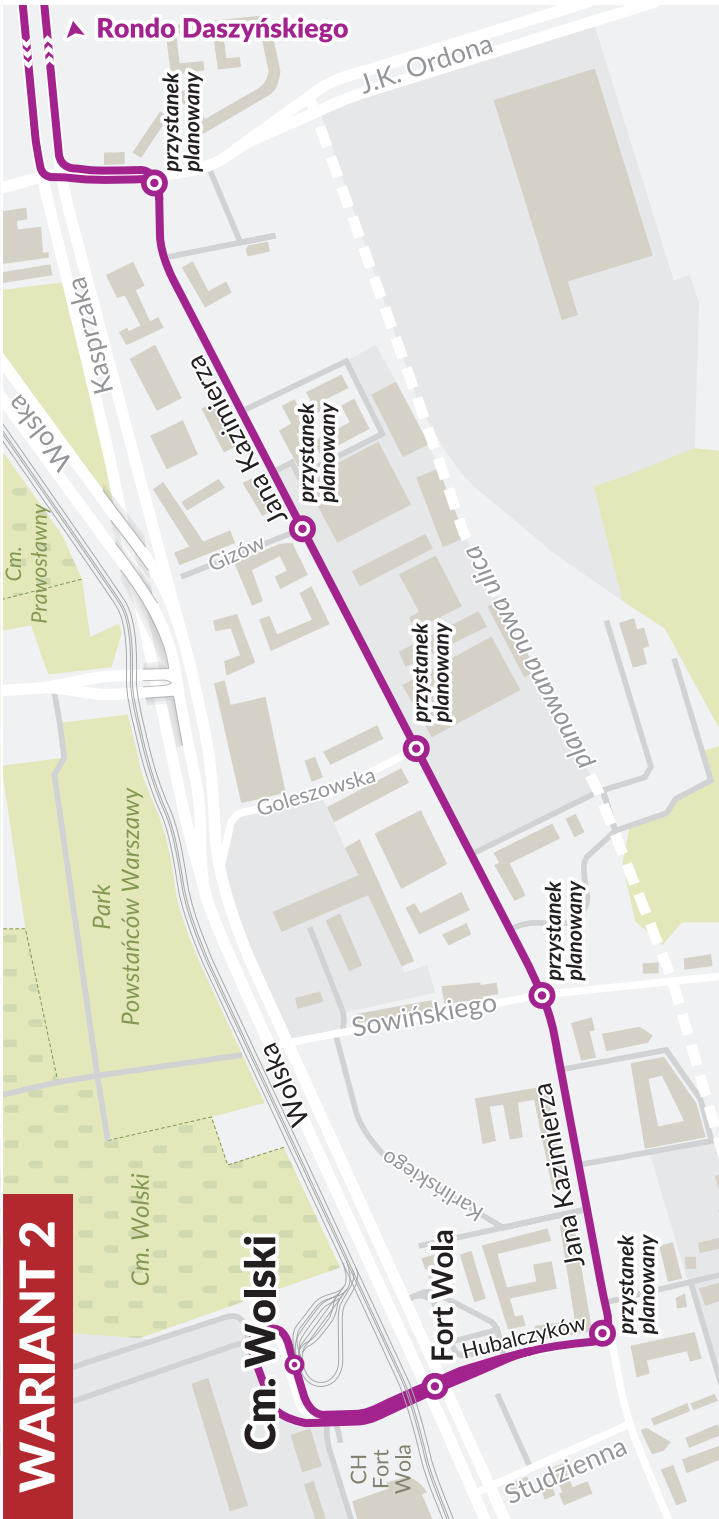 Rondo Daszyńskiego
J.K. Ordona
przystanek
planowany
Kasprzaka
Wolska
Jana Kazimierza
przystanek
planowany
Cm.
Prawosławny
Gizów
planowana nowa ulica
przystanek
planowany
Goleszowska
Park
Powstańców Warszawy
przystanek
planowany
Sowińskiego
Wolska
Jana Kazimierza
Karlińskiego
Cm. Wolski
WARIANT 2
Cm. Wolski
Fort Wola
Hubalczyków
przystanek
planowany
CH
Fort
Wola
Studzienna